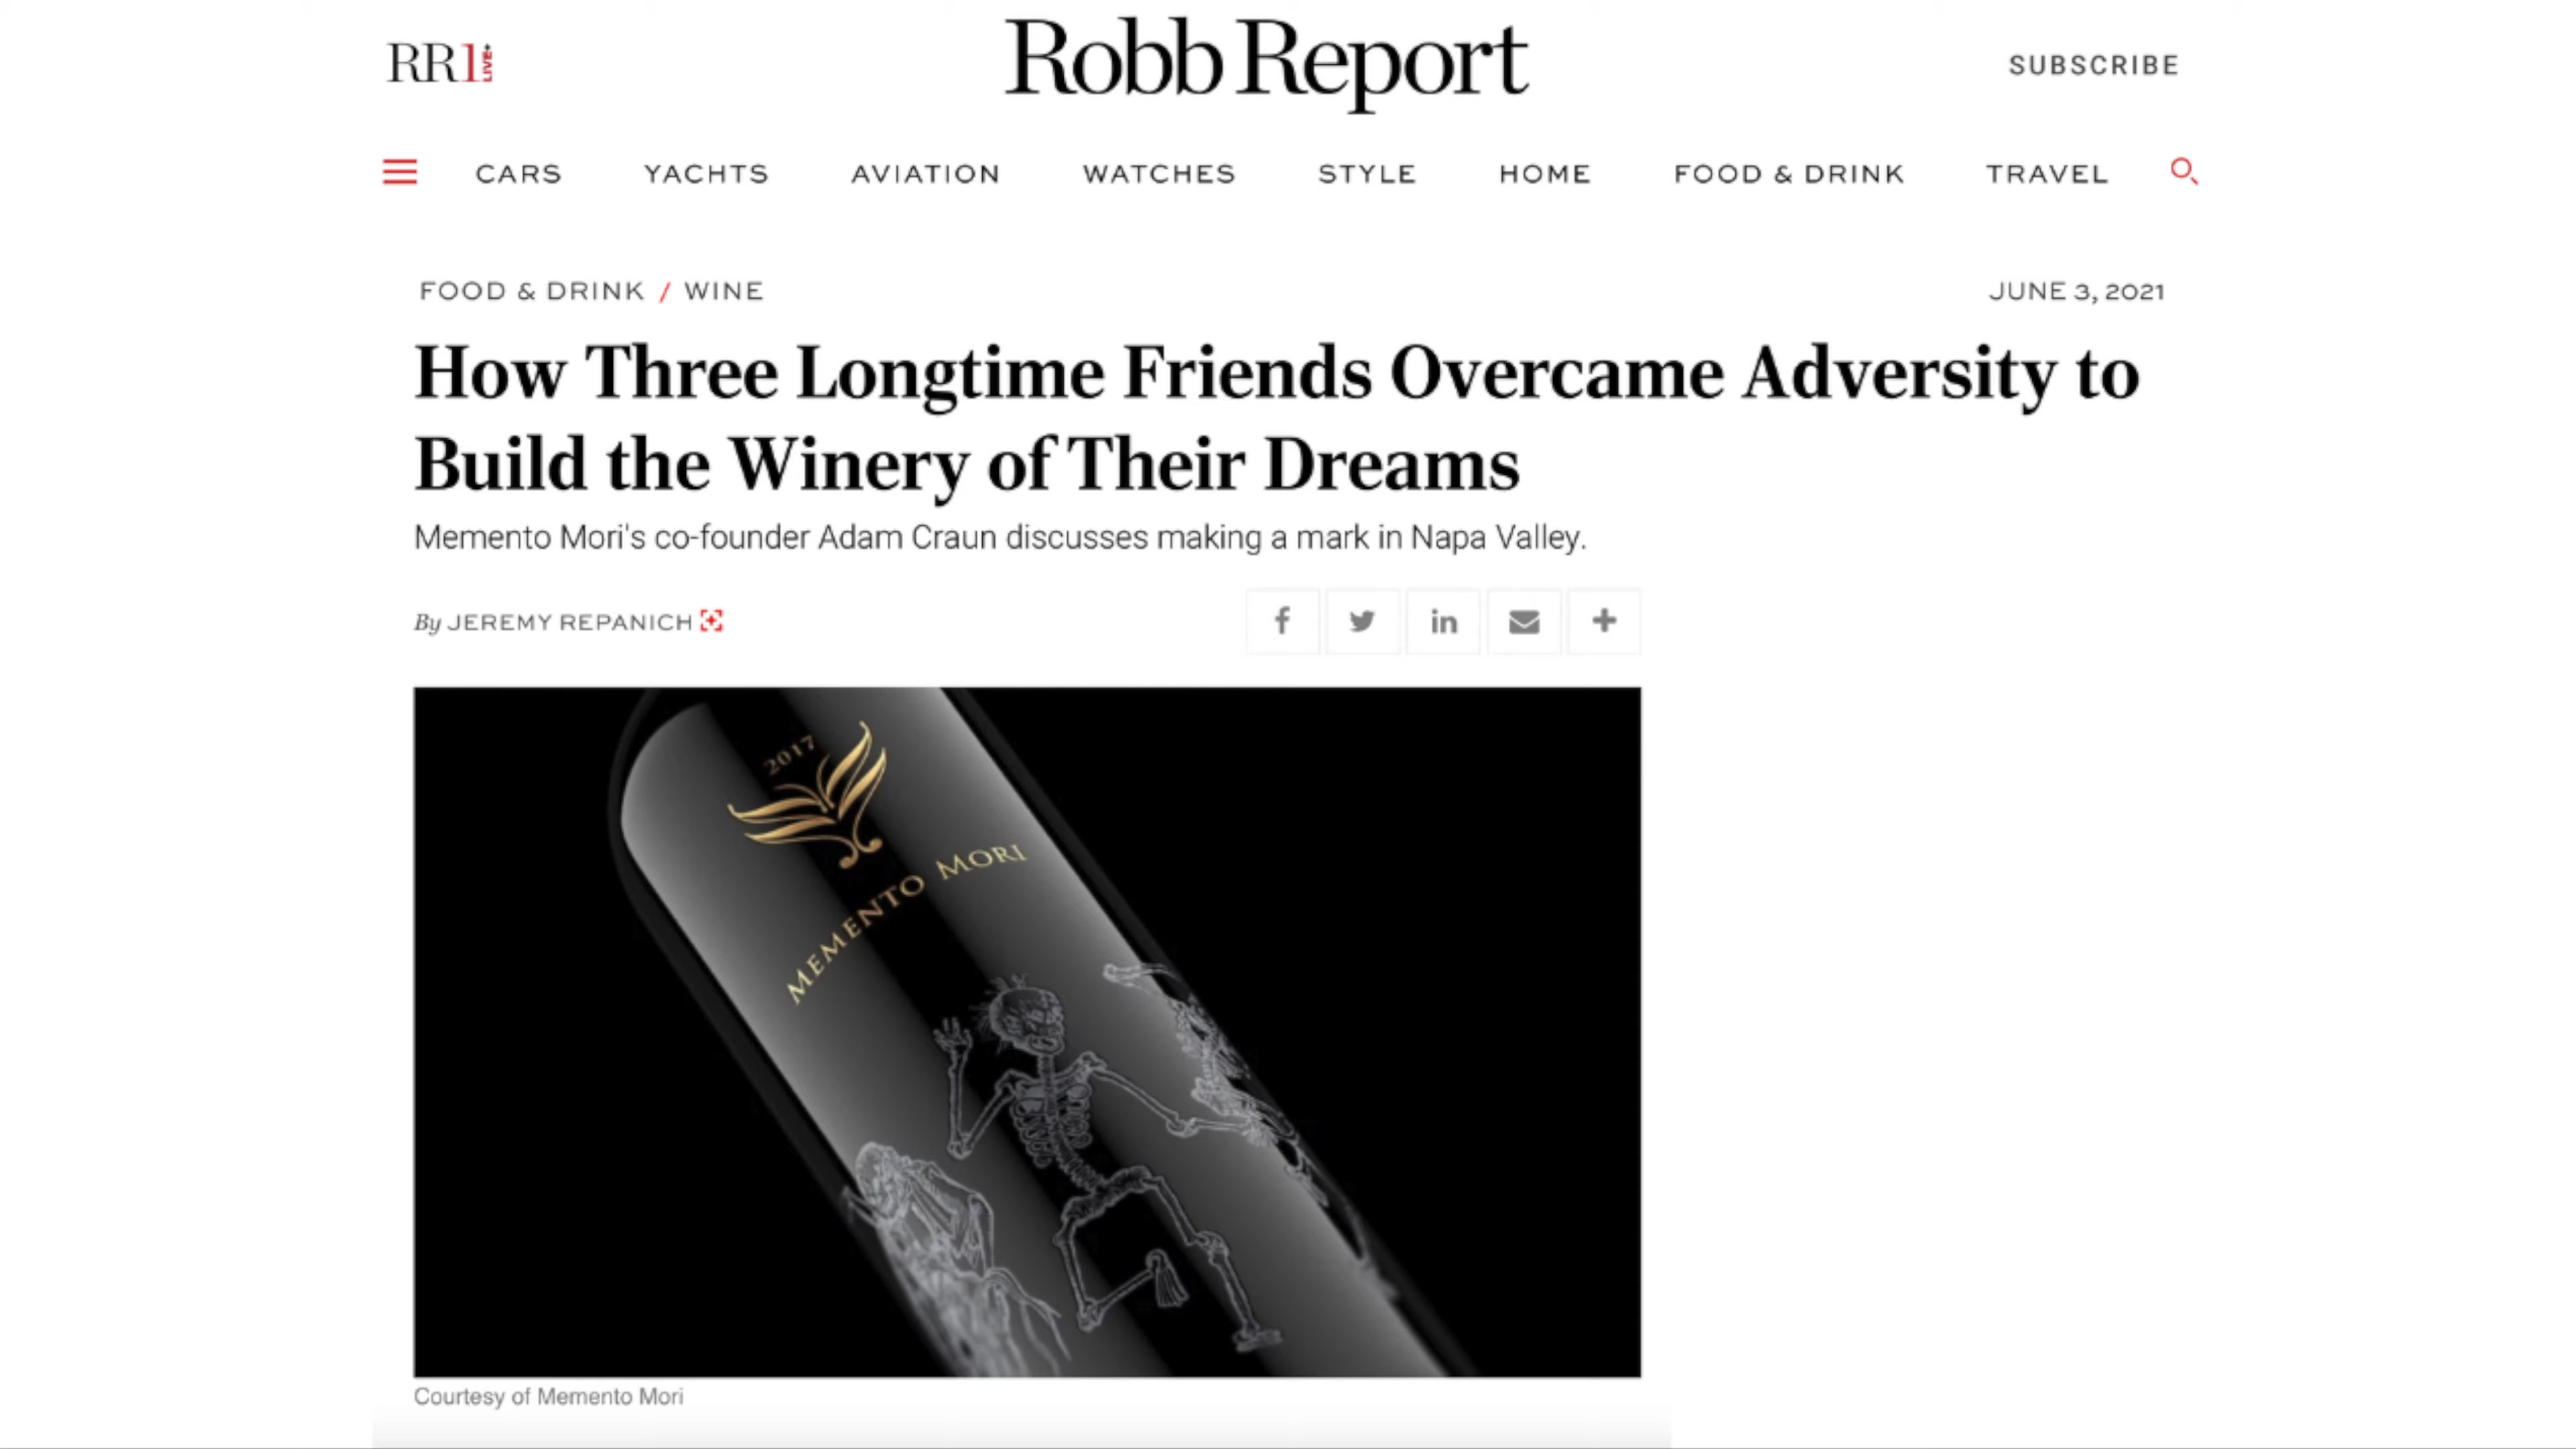 RR1 LIVE+
Robb Report
SUBSCRIBE
CARS YACHTS AVIATION WATCHES STYLE HOME FOOD & DRINK TRAVEL
FOOD & DRINK / WINE
JUNE 3, 2021
How Three Longtime Friends Overcame Adversity to
Build the Winery of Their Dreams
Memento Mori's co-founder Adam Craun discusses making a mark in Napa Valley.
By JEREMY REPANICH
f in +
2017
MEMENTO MORI
Courtesy of Memento Mori